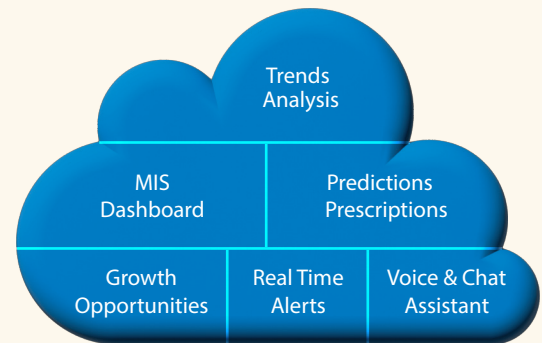 Trends
Analysis
MIS
Dashboard
Predictions
Prescriptions
Growth
Opportunities
Real Time
Alerts
Voice & Chat
Assistant